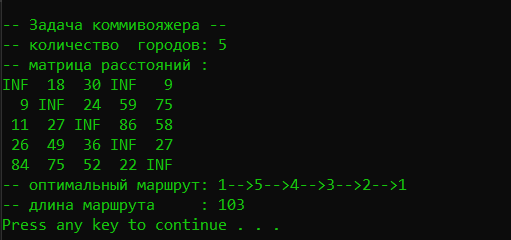 -- Задача коммивояжера --
-- количество  городов: 5
-- матрица расстояний :
INF  18  30 INF   9
  9 INF  24  59  75
 11  27 INF  86  58
 26  49  36 INF  27
 84  75  52  22 INF
-- оптимальный маршрут: 1-->5-->4-->3-->2-->1
-- длина маршрута     : 103
Press any key to continue . . .